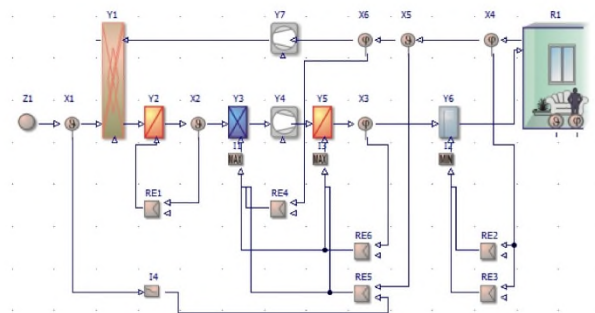 Y1 Y7 X6 X5 X4 R1
Z1 X1 Y2 X2 Y3 Y4 Y5 X3 Y6
I3 I2
MAX MAX MIN
RE1 RE4
RE6 RE2
I4 RE5 RE3